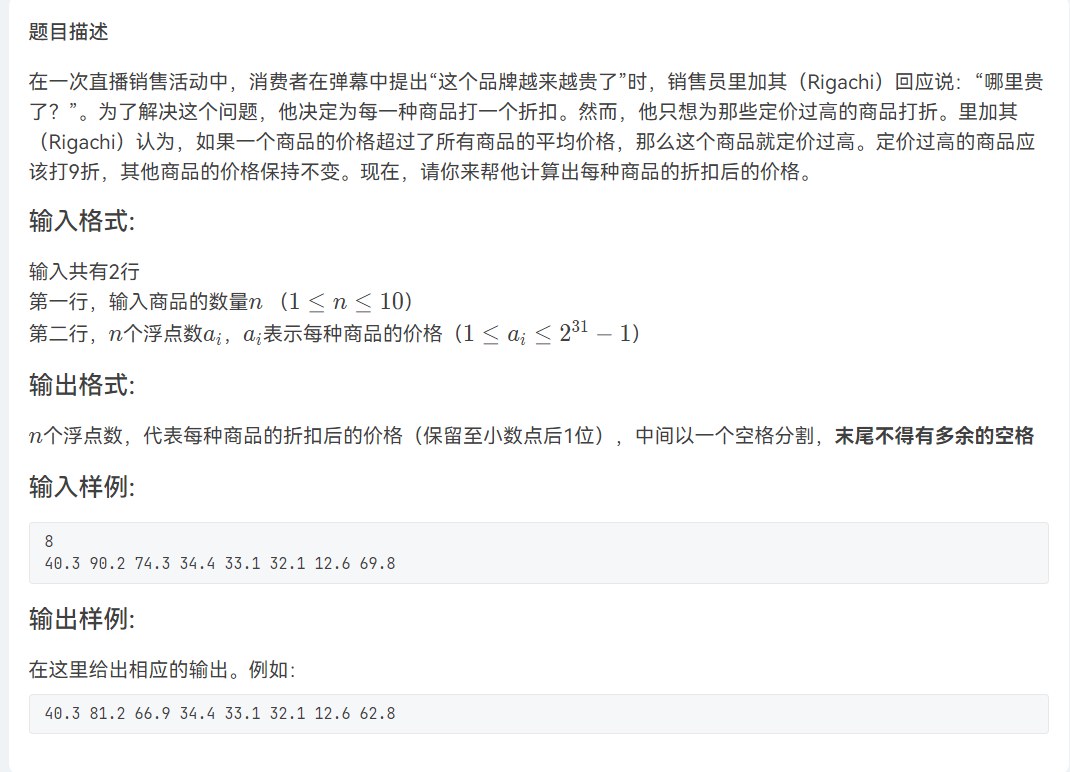 题目描述
在一次直播销售活动中，消费者在弹幕中提出“这个品牌越来越贵了”时，销售员里加其（Rigachi）回应说：“哪里贵
了？”。为了解决这个问题，他决定为每一种商品打一个折扣。然而，他只想为那些定价过高的商品打折。里加其
（Rigachi）认为，如果一个商品的价格超过了所有商品的平均价格，那么这个商品就定价过高。定价过高的商品应
该打9折，其他商品的价格保持不变。现在，请你来帮他计算出每种商品的折扣后的价格。
输入格式:
输入共有2行
第一行，输入商品的数量n （1 ≤ n ≤ 10）
第二行，n个浮点数aᵢ，aᵢ表示每种商品的价格（1 ≤ aᵢ ≤ 2³¹ − 1）
输出格式:
n个浮点数，代表每种商品的折扣后的价格（保留至小数点后1位），中间以一个空格分割，末尾不得有多余的空格
输入样例:
8
40.3 90.2 74.3 34.4 33.1 32.1 12.6 69.8
输出样例:
在这里给出相应的输出。例如：
40.3 81.2 66.9 34.4 33.1 32.1 12.6 62.8